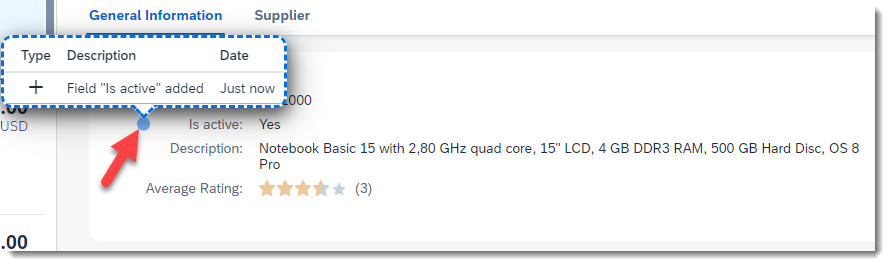 General Information Supplier
Type Description Date
+ Field "Is active" added Just now
1000
.00
USD
Is active: Yes
Description: Notebook Basic 15 with 2,80 GHz quad core, 15" LCD, 4 GB DDR3 RAM, 500 GB Hard Disc, OS 8
Pro
Average Rating: (3)
.00